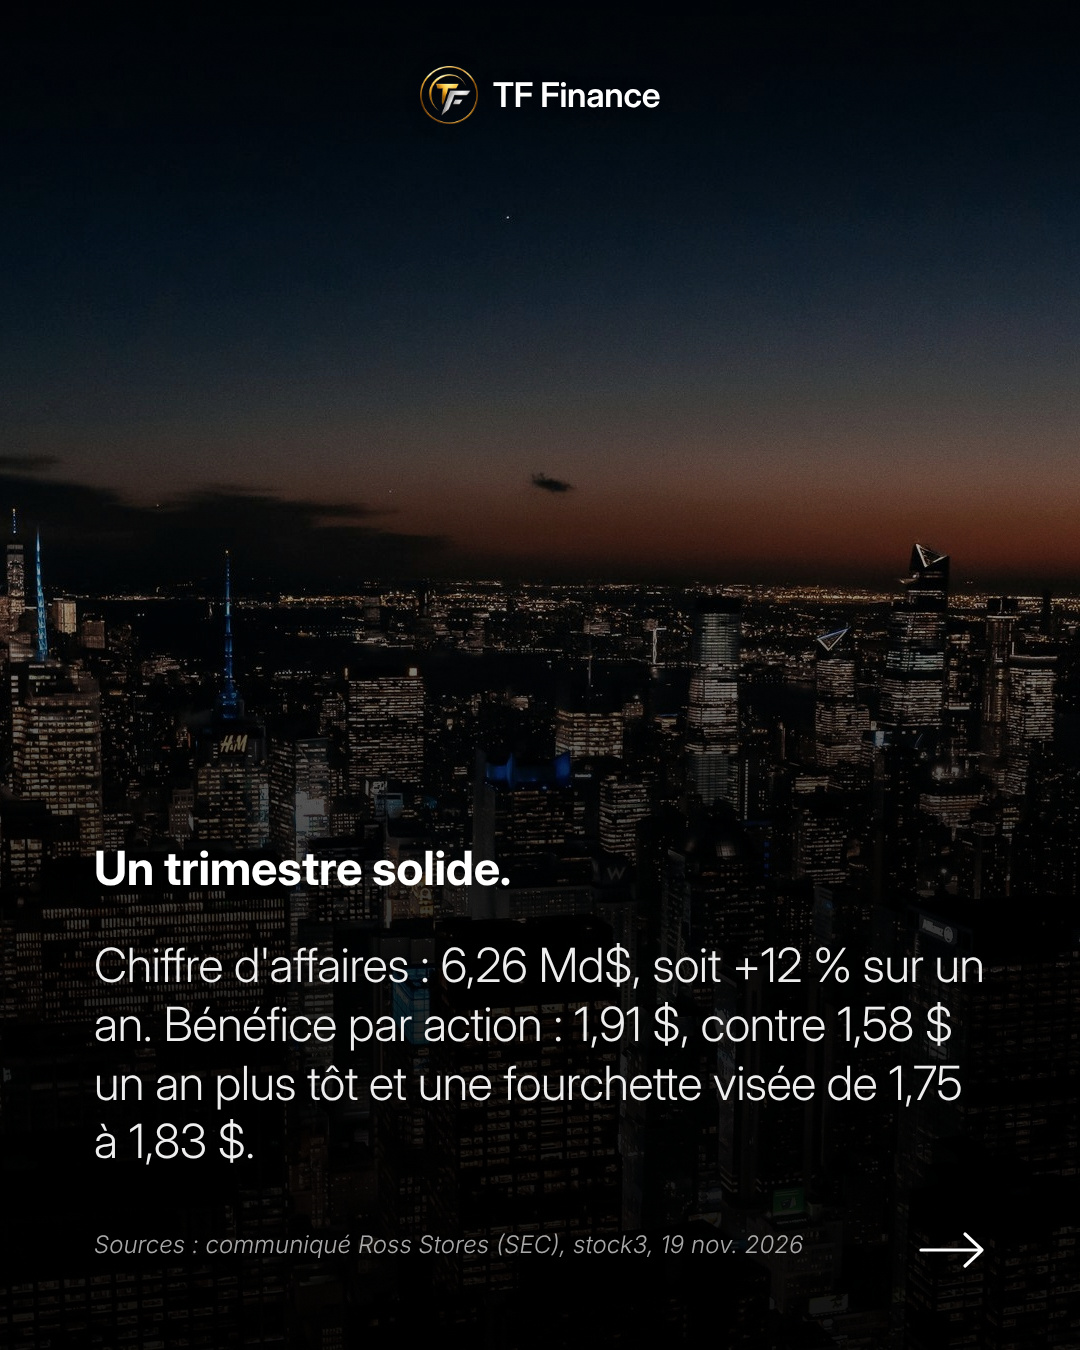 TF Finance
H&M
W
Un trimestre solide.
Chiffre d'affaires : 6,26 Md$, soit +12 % sur un
an. Bénéfice par action : 1,91 $, contre 1,58 $
un an plus tôt et une fourchette visée de 1,75
à 1,83 $.
Sources : communiqué Ross Stores (SEC), stock3, 19 nov. 2026